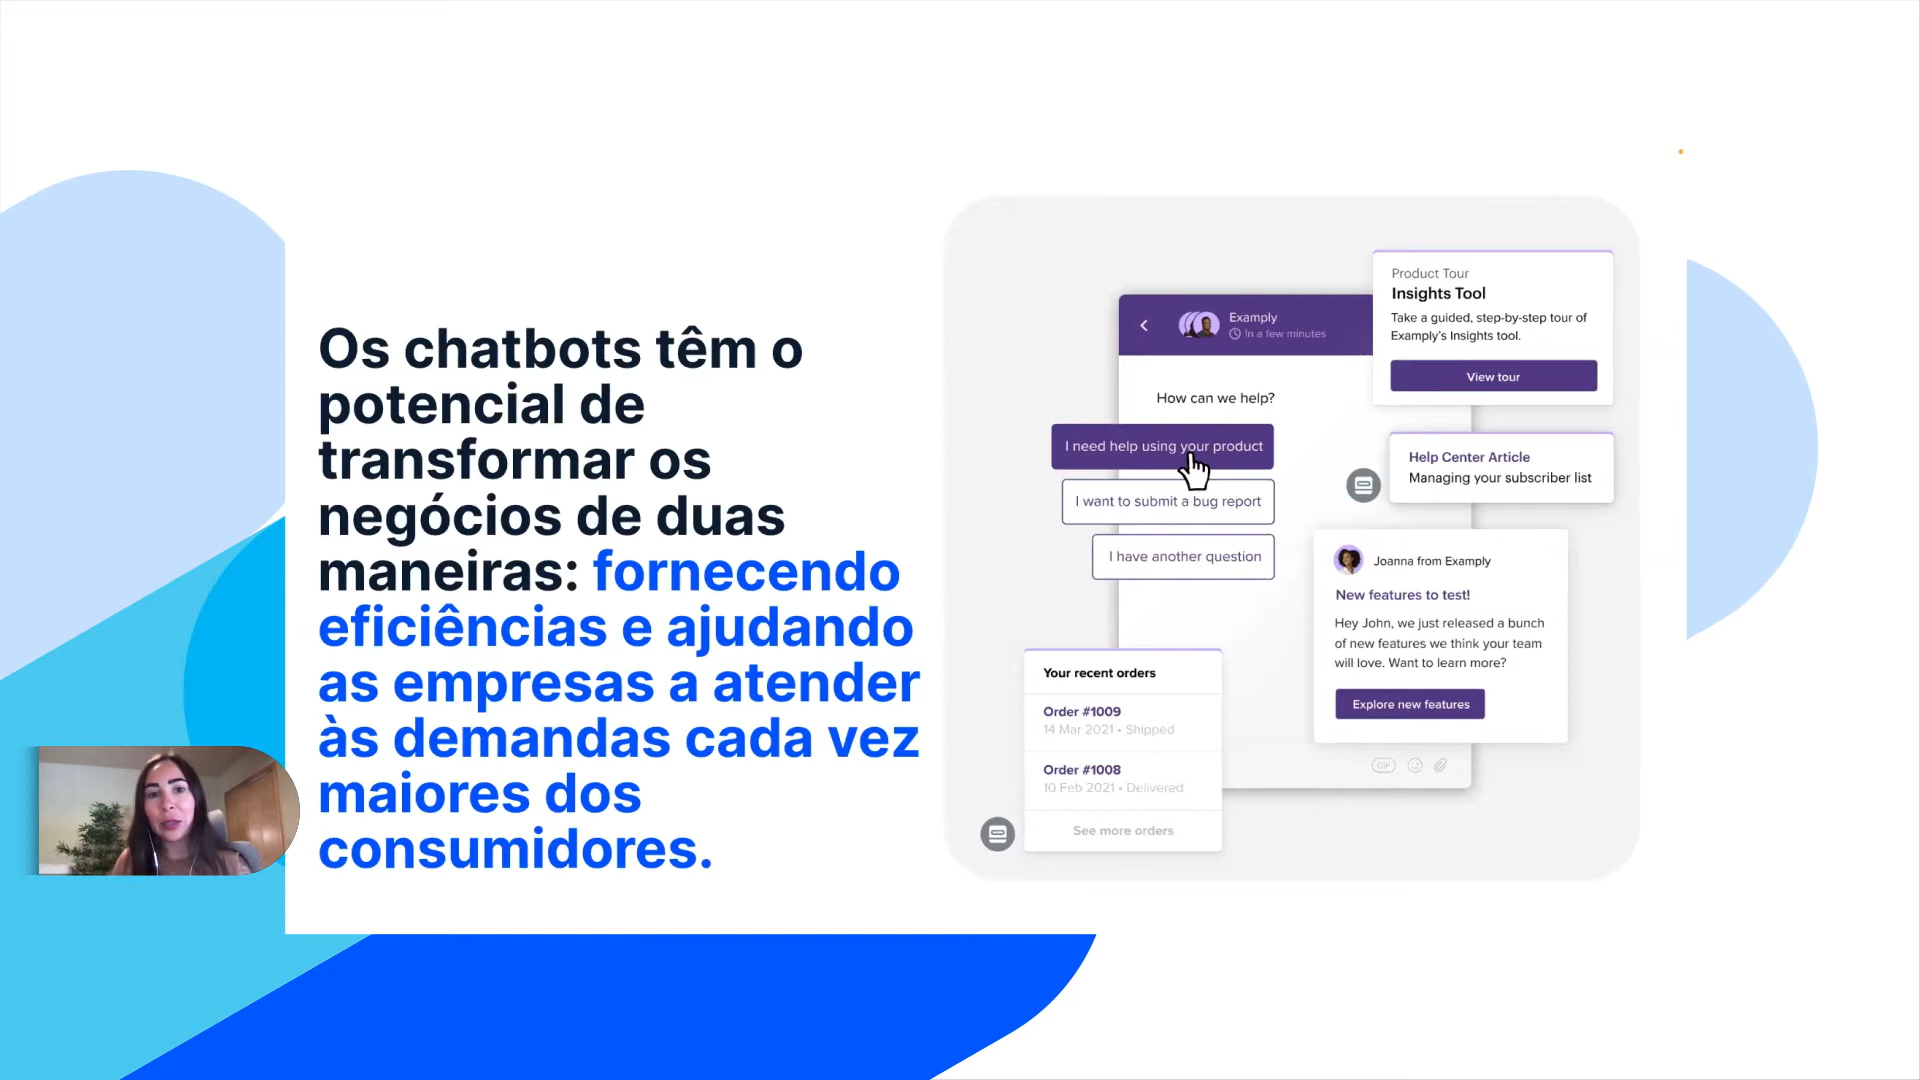 Os chatbots têm o
potencial de
transformar os
negócios de duas
maneiras: fornecendo
eficiências e ajudando
as empresas a atender
às demandas cada vez
maiores dos
consumidores.
Examply
In a few minutes
How can we help?
I need help using your product
I want to submit a bug report
I have another question
Product Tour
Insights Tool
Take a guided, step-by-step tour of
Examply's Insights tool.
View tour
Help Center Article
Managing your subscriber list
Joanna from Examply
New features to test!
Hey John, we just released a bunch
of new features we think your team
will love. Want to learn more?
Explore new features
GIF
Your recent orders
Order #1009
14 Mar 2021 • Shipped
Order #1008
10 Feb 2021 • Delivered
See more orders